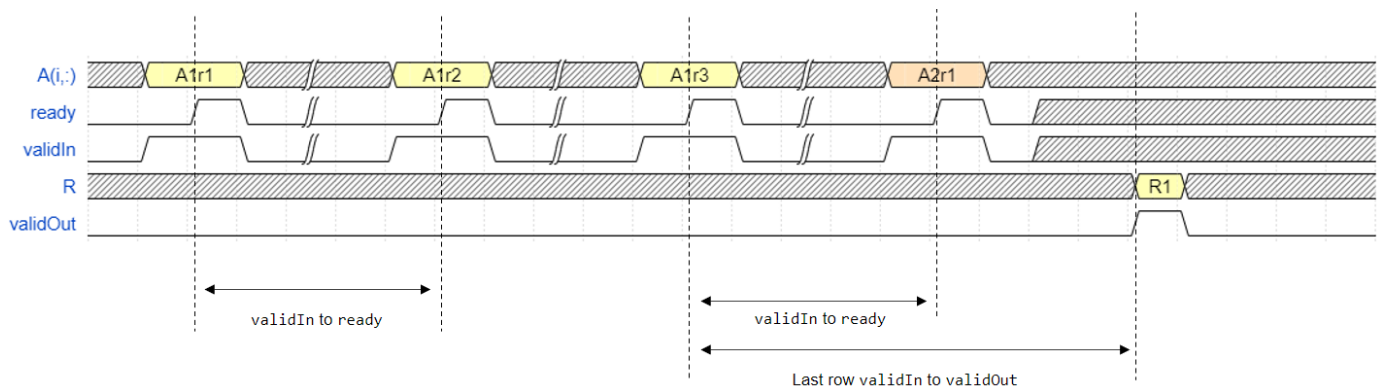 A(i,:) A1r1 A1r2 A1r3 A2r1
ready
validIn
R R1
validOut
validIn to ready validIn to ready
Last row validIn to validOut